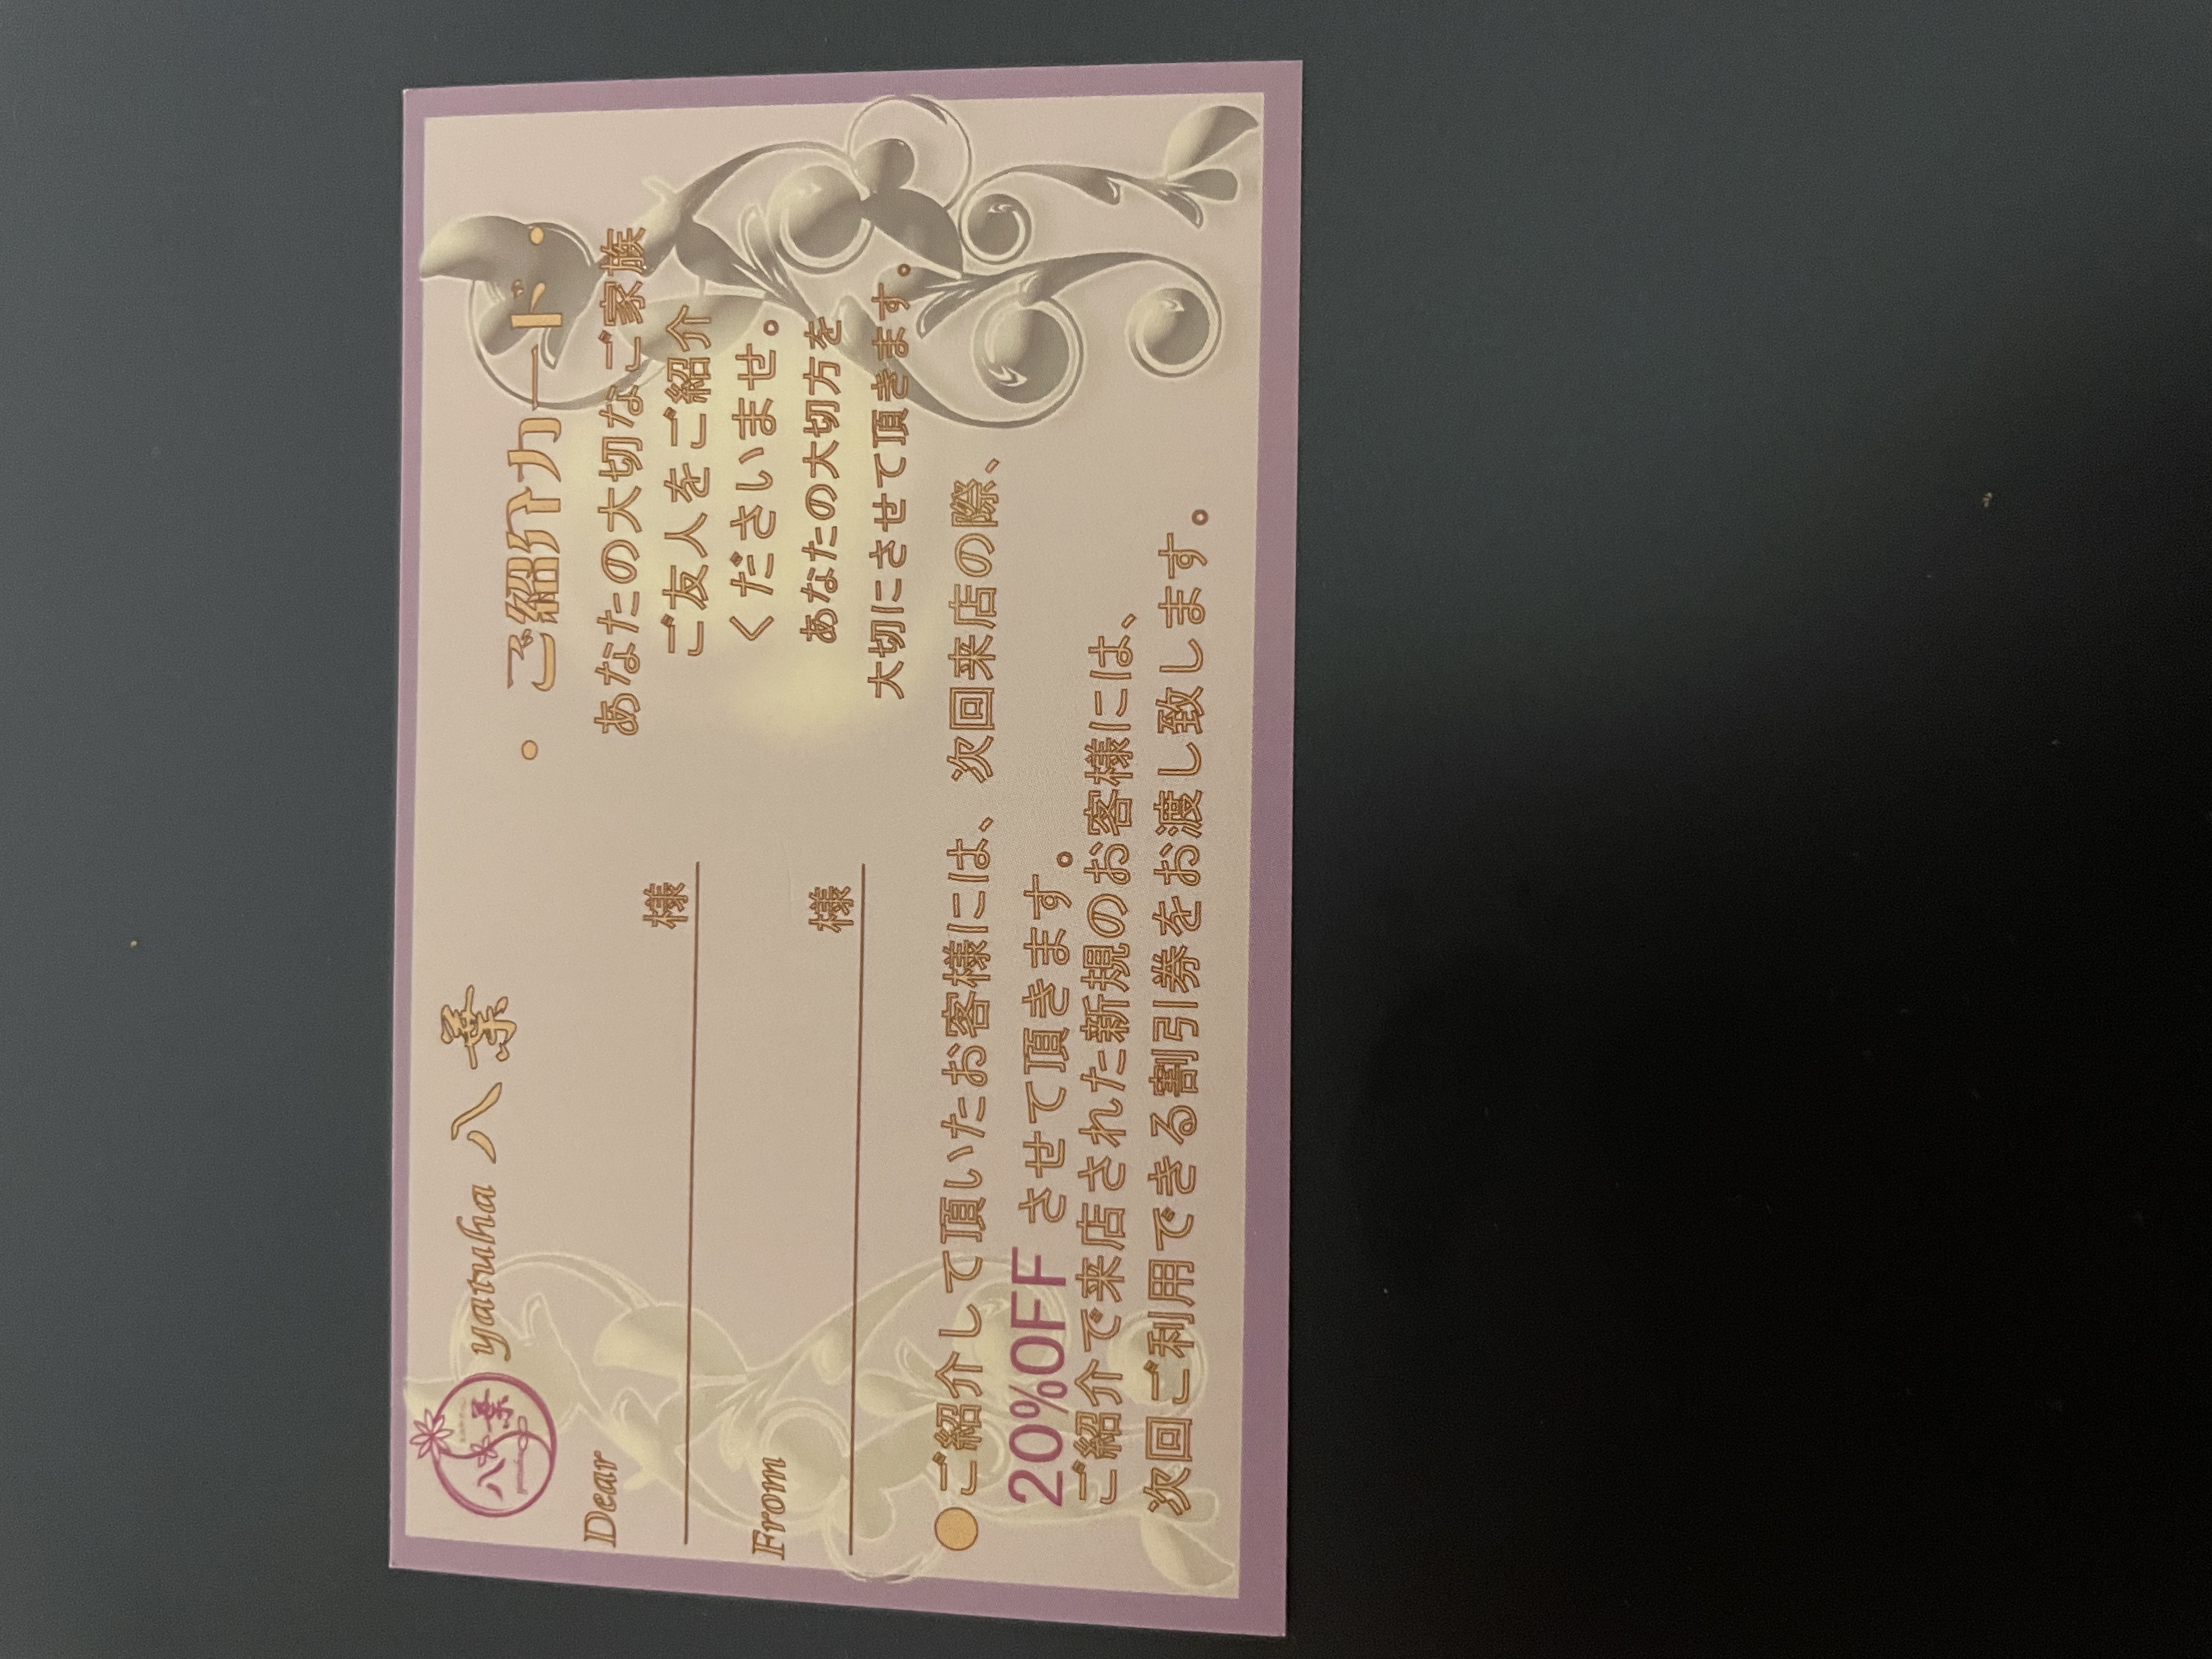 八葉
yatuha 八葉
・ご紹介カード・
Dear
様
From
様
あなたの大切なご家族
ご友人をご紹介
くださいませ。
あなたの大切方を
大切にさせて頂きます。
●ご紹介して頂いたお客様には、次回来店の際、
20%OFF させて頂きます。
ご紹介で来店された新規のお客様には、
次回ご利用できる割引券をお渡し致します。